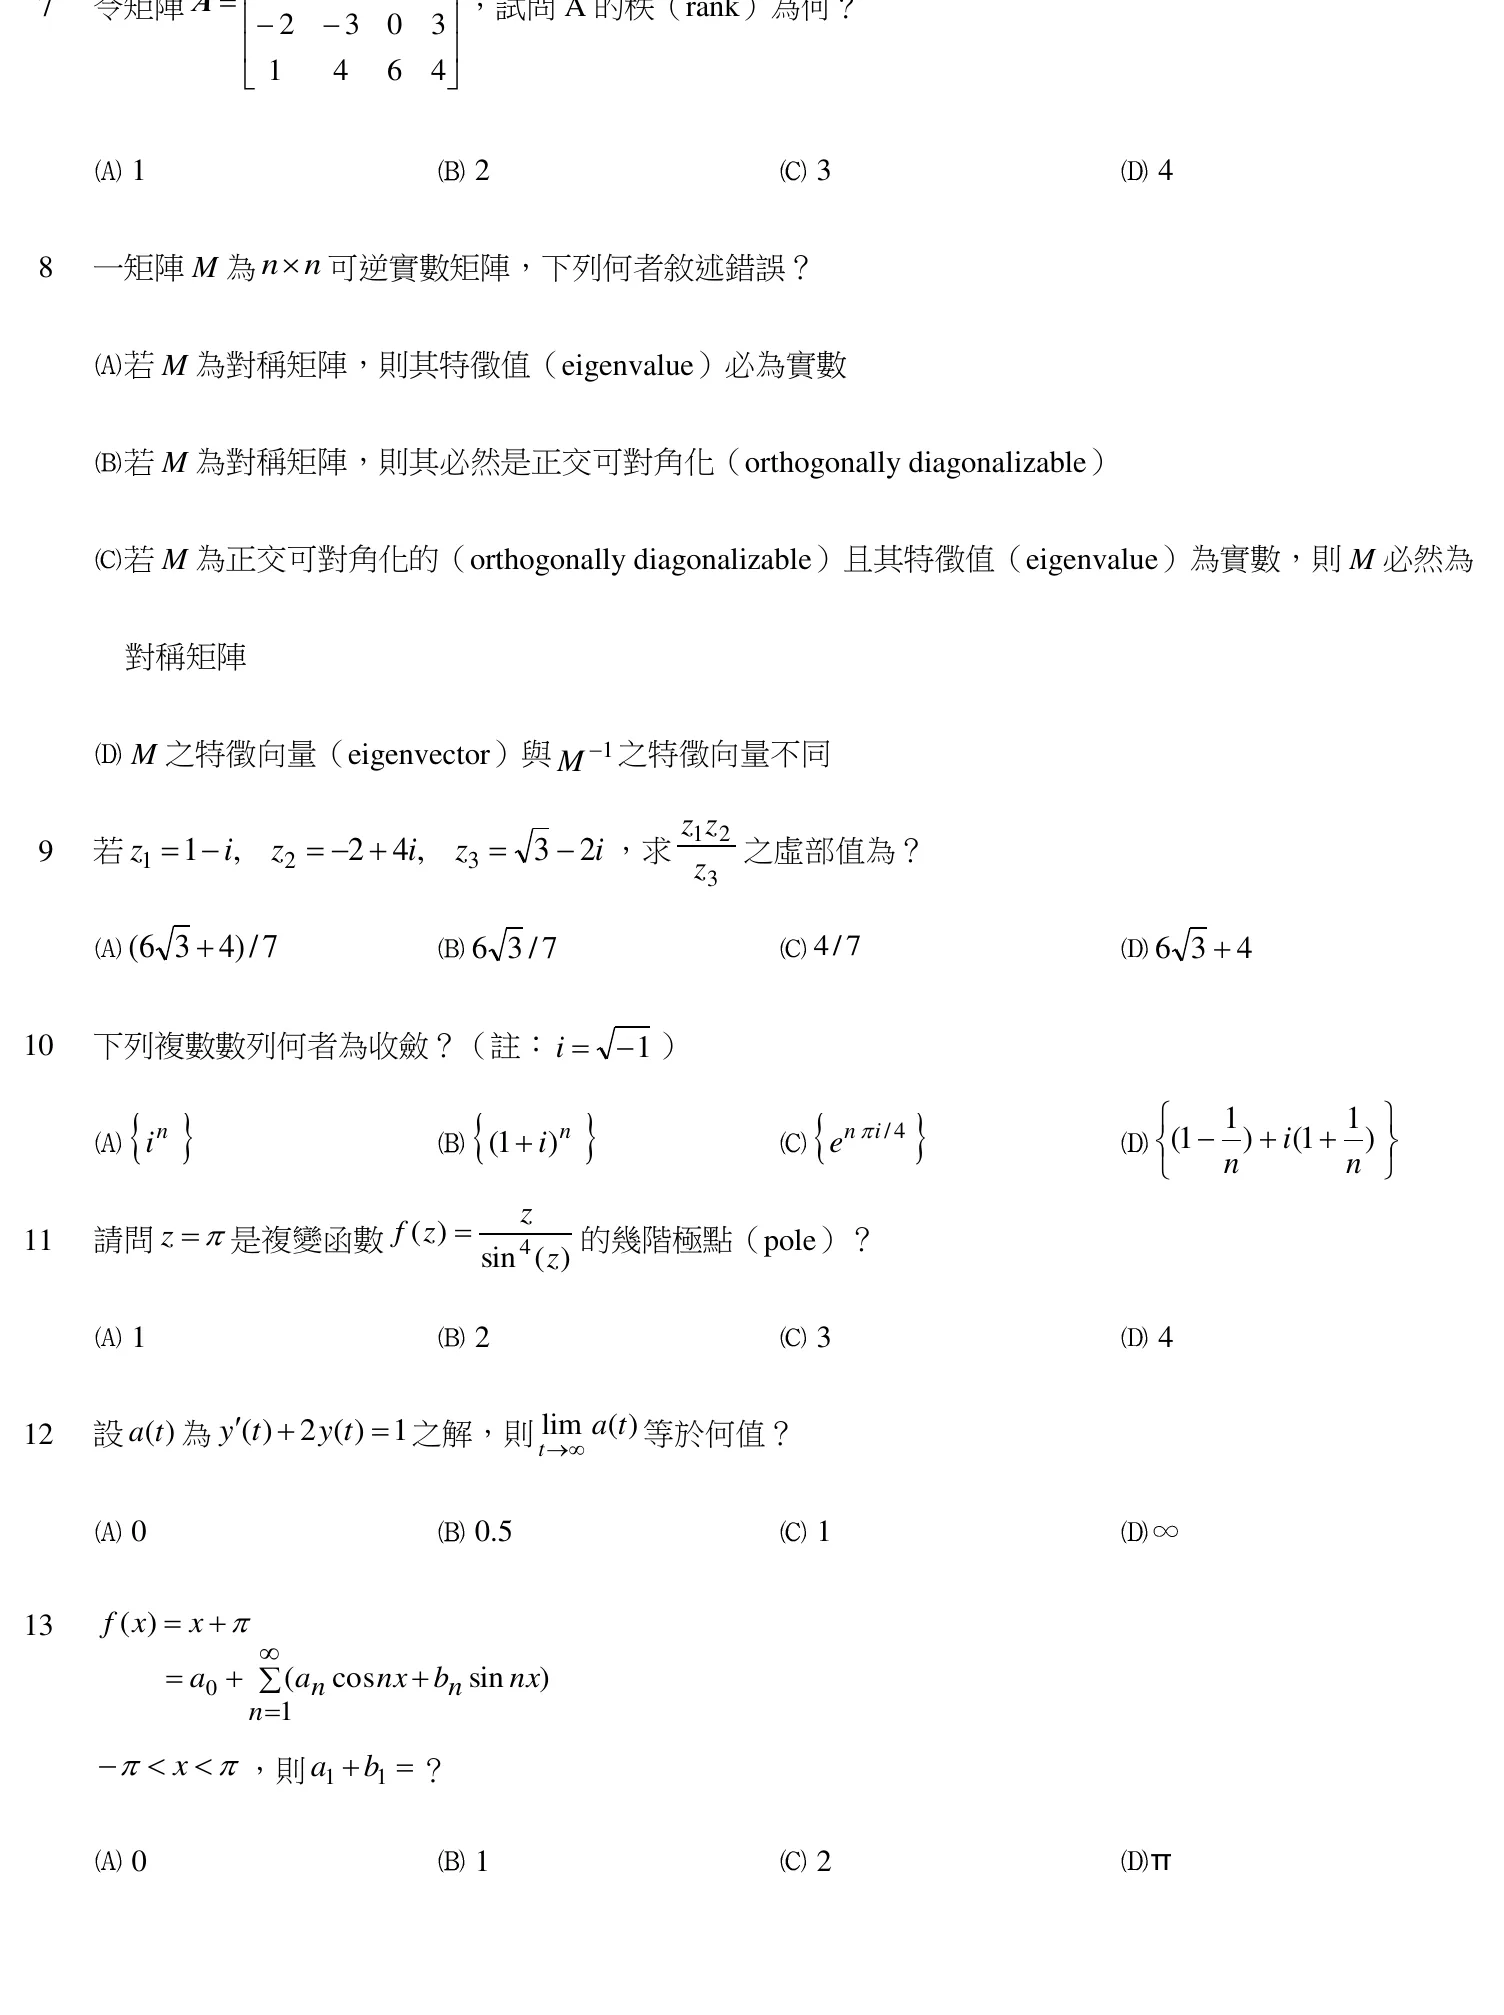 7 令矩陣 A = ,試問 A 的秩(rank)為何?
−2 −3 0 3
1 4 6 4
(A) 1 (B) 2 (C) 3 (D) 4
8 一矩陣 M 為 n×n 可逆實數矩陣,下列何者敘述錯誤?
(A)若 M 為對稱矩陣,則其特徵值(eigenvalue)必為實數
(B)若 M 為對稱矩陣,則其必然是正交可對角化(orthogonally diagonalizable)
(C)若 M 為正交可對角化的(orthogonally diagonalizable)且其特徵值(eigenvalue)為實數,則 M 必然為
對稱矩陣
(D) M 之特徵向量(eigenvector)與 M⁻¹ 之特徵向量不同
9 若 z₁ = 1−i, z₂ = −2+4i, z₃ = √3−2i ,求 z₁z₂/z₃ 之虛部值為?
(A) (6√3+4)/7 (B) 6√3/7 (C) 4/7 (D) 6√3+4
10 下列複數數列何者為收斂?(註:i = √−1)
(A) {iⁿ} (B) {(1+i)ⁿ} (C) {e^{nπi/4}} (D) {(1−1/n)+i(1+1/n)}
11 請問 z = π 是複變函數 f(z) = z/sin⁴(z) 的幾階極點(pole)?
(A) 1 (B) 2 (C) 3 (D) 4
12 設 a(t) 為 y′(t)+2y(t)=1 之解,則 lim t→∞ a(t) 等於何值?
(A) 0 (B) 0.5 (C) 1 (D)∞
13 f(x) = x+π
= a₀ + ∑_{n=1}^{∞}(aₙ cos nx + bₙ sin nx)
−π < x < π ,則 a₁+b₁ = ?
(A) 0 (B) 1 (C) 2 (D)π